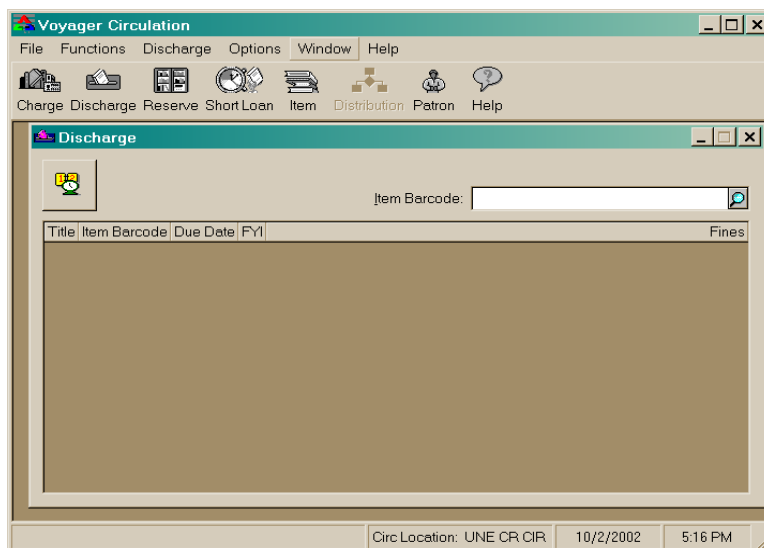 Voyager Circulation
File Functions Discharge Options Window Help
Charge Discharge Reserve Short Loan Item Distribution Patron Help
Discharge
Item Barcode:
Title Item Barcode Due Date FYI Fines
Circ Location: UNE CR CIR 10/2/2002 5:16 PM